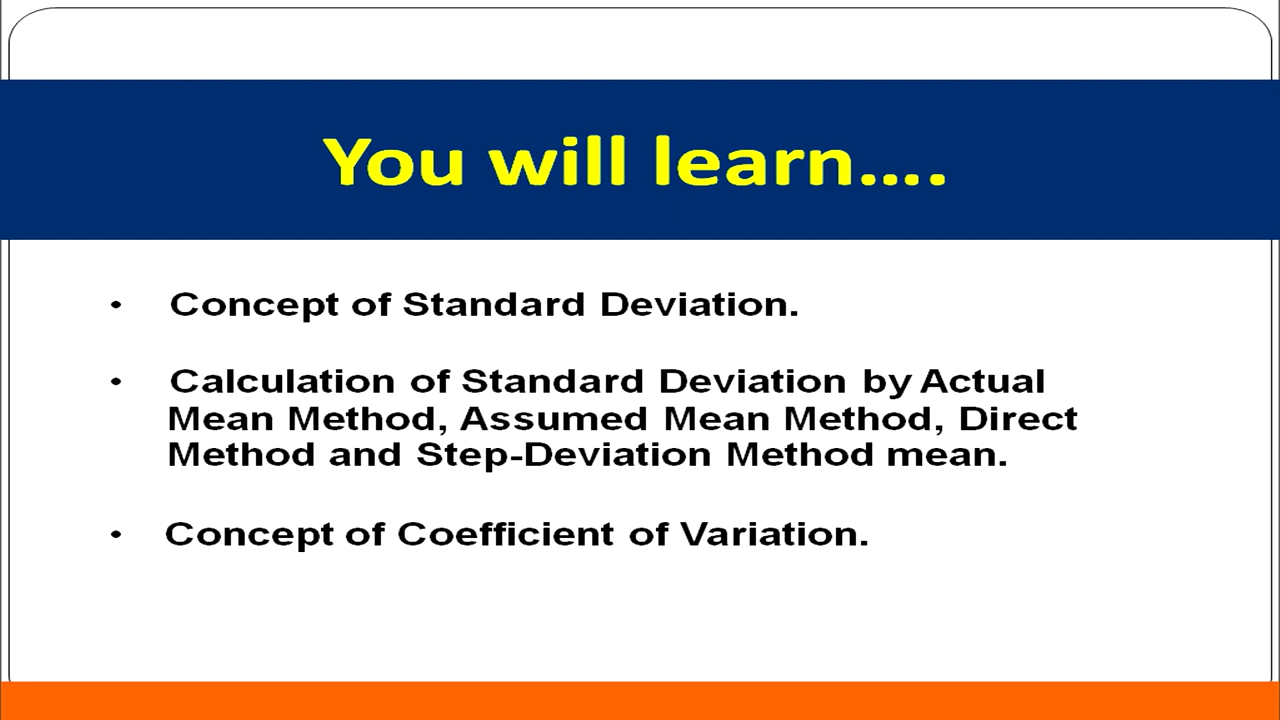 You will learn....
• Concept of Standard Deviation.
• Calculation of Standard Deviation by Actual
Mean Method, Assumed Mean Method, Direct
Method and Step-Deviation Method mean.
• Concept of Coefficient of Variation.